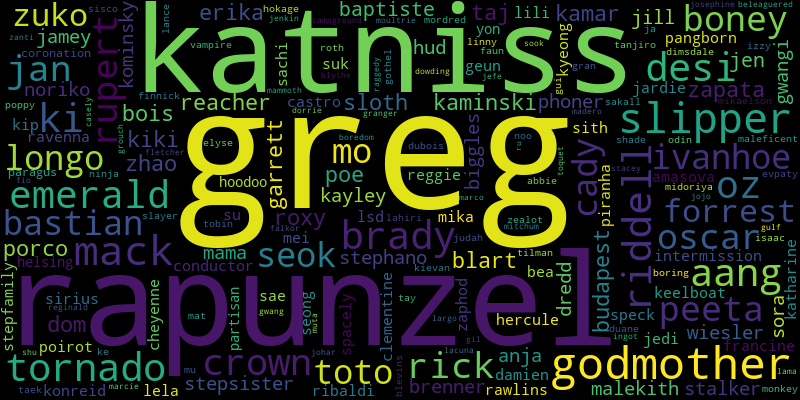 sisco erika hokage baptiste taj lili kamar jill josephine beleaguered
zuko lance jenkin campground moultrie mordred yon boney
jamey kominsky katniss hud linny ja pangborn
zanti coronation vampire sachi roth faun sook kyeong tanjiro dimsdale izzy
jan rupert suk raggedy gothel geun jefe gran desi jen gwangi
noriko finnick mammoth blythe dowding gui jardie zapata
poppy casely reacher castro sloth kaminski phoner sakall mikaelson
ki bois dorrie granger madero slipper
kip ravenna grouch kiki elyse greg boredom dubois noo sith shade odin maleficent
longo zhao fletcher garrett mo biggles toquet cady stacey ivanhoe
paragus ninja hoodoo poe reggie abbie piranha amasoya evpaty
fio emerald kayley marco midoriya oz jojo
bastian slayer su roxy lsd lahiri mika zealot riddell forrest
tobin mei brady judah mitchum oscar gulf isaac
porco mack mama falkor seok stephano blart tilman budapest intermission katharine
helsing conductor kievan bea dredd boring aang
stepfamily sirius rapunzel sae seong tay zaphod keelboat sora
reginald cheyenne partisan gwang clementine largo hercule speck peeta
dom mat muta spacely gil duane jedi wiesler
shu poirot ke johar lacuna anja ingot francine
tornado mu crown toto blevins rick damien godmother lama
taek konreid marcie lela stepsister ribaldi brenner rawlins malekith stalker monkey